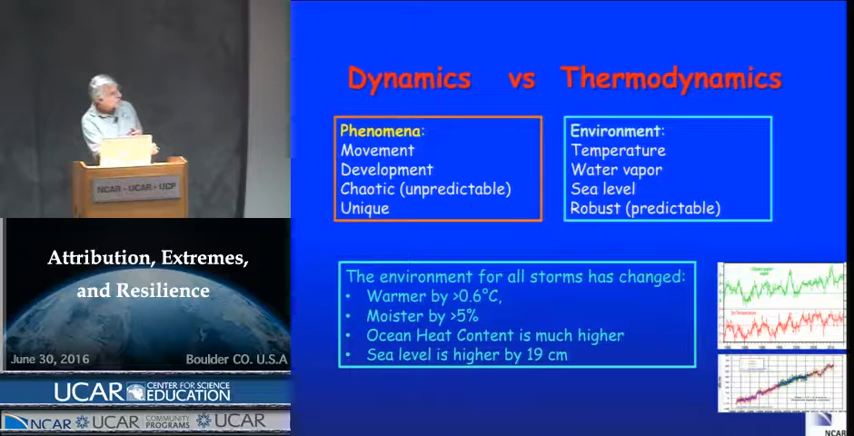 Dynamics vs Thermodynamics
Phenomena:
Movement
Development
Chaotic (unpredictable)
Unique
Environment:
Temperature
Water vapor
Sea level
Robust (predictable)
The environment for all storms has changed:
• Warmer by >0.6°C,
• Moister by >5%
• Ocean Heat Content is much higher
• Sea level is higher by 19 cm
NCAR
NCAR - UCAR - UCP
Attribution, Extremes,
and Resilience
June 30, 2016 Boulder CO. U.S.A
UCAR CENTER FOR SCIENCE EDUCATION
NCAR UCAR COMMUNITY PROGRAMS UCAR